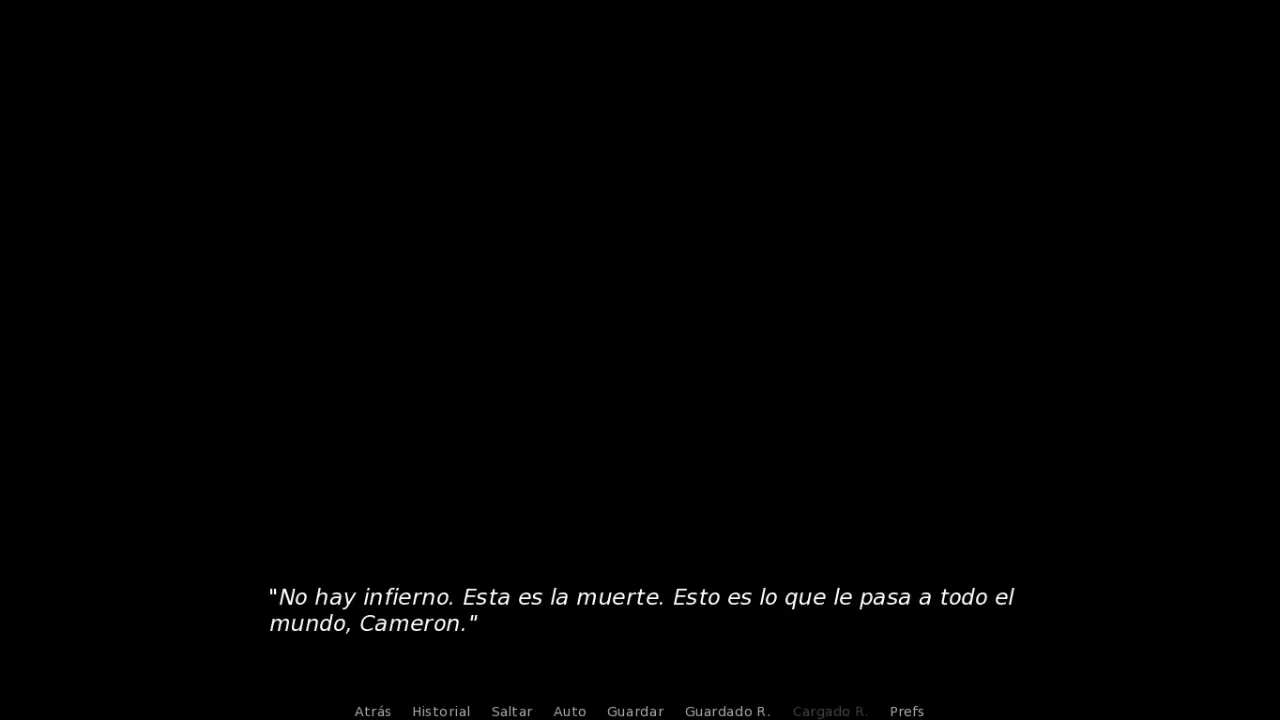 "No hay infierno. Esta es la muerte. Esto es lo que le pasa a todo el
mundo, Cameron."
Atrás Historial Saltar Auto Guardar Guardado R. Cargado R. Prefs